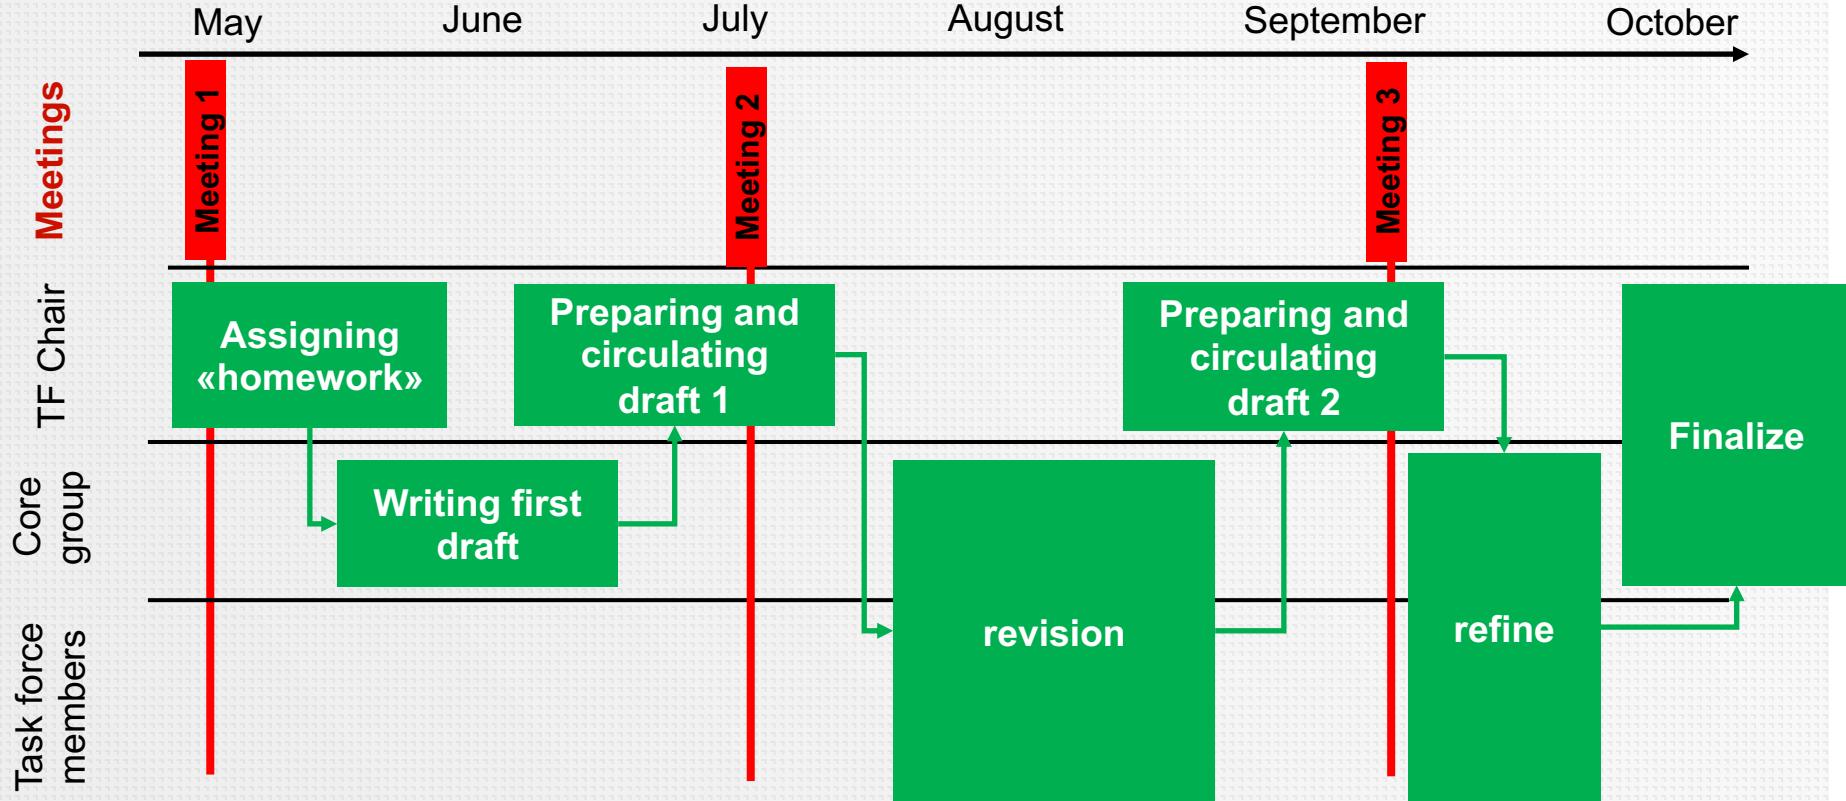 May
June
July
August
September
October
Meetings
Meeting 1
Meeting 2
Meeting 3
TF Chair
Assigning
«homework»
Preparing and
circulating
draft 1
Preparing and
circulating
draft 2
Finalize
Core
group
Writing first
draft
revision
refine
Task force
members